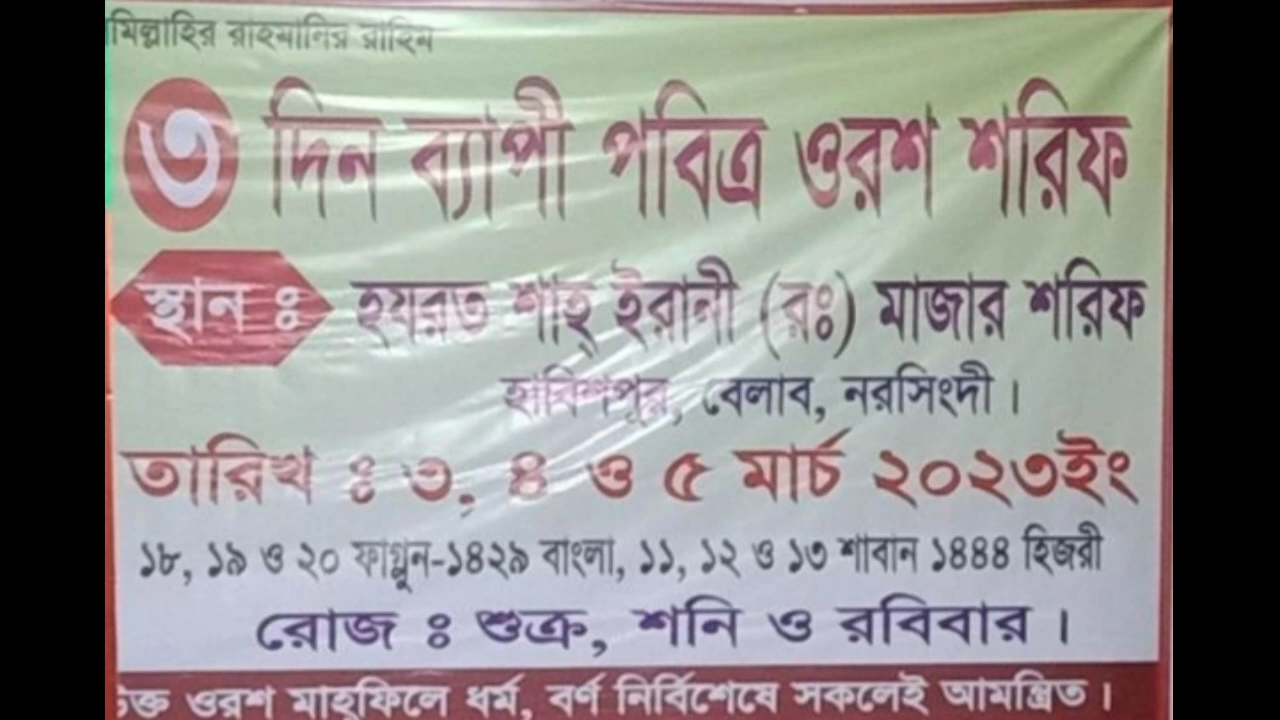 মিল্লাহির রাহমানির রাহিম
৩ দিন ব্যাপী পবিত্র ওরশ শরিফ
স্থান ঃ হযরত শাহ্ ইরানী (রঃ) মাজার শরিফ
হাবিশপুর, বেলাব, নরসিংদী।
তারিখ ঃ ৩, ৪ ও ৫ মার্চ ২০২৩ইং
১৮, ১৯ ও ২০ ফাল্গুন-১৪২৯ বাংলা, ১১, ১২ ও ১৩ শাবান ১৪৪৪ হিজরী
রোজ ঃ শুক্র, শনি ও রবিবার।
উক্ত ওরশ মাহ্ফিলে ধর্ম, বর্ণ নির্বিশেষে সকলেই আমন্ত্রিত।